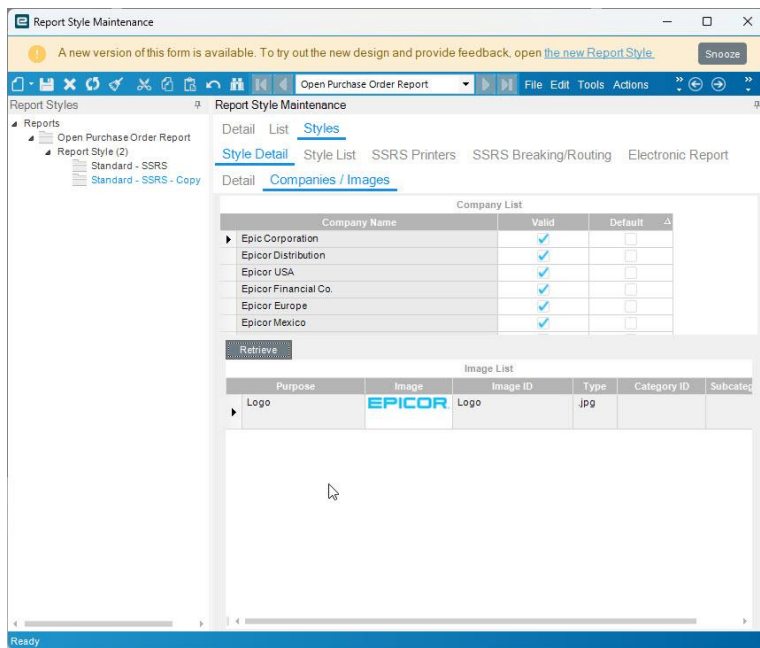 Report Style Maintenance
A new version of this form is available. To try out the new design and provide feedback, open the new Report Style.
Snooze
Open Purchase Order Report
File Edit Tools Actions
Report Styles
Report Style Maintenance
Reports
Open Purchase Order Report
Report Style (2)
Standard - SSRS
Standard - SSRS - Copy
Detail List Styles
Style Detail Style List SSRS Printers SSRS Breaking/Routing Electronic Report
Detail Companies / Images
Company List
Company Name Valid Default
Epic Corporation
Epicor Distribution
Epicor USA
Epicor Financial Co.
Epicor Europe
Epicor Mexico
Retrieve
Image List
Purpose Image Image ID Type Category ID Subcateg
Logo EPICOR Logo .jpg
Ready